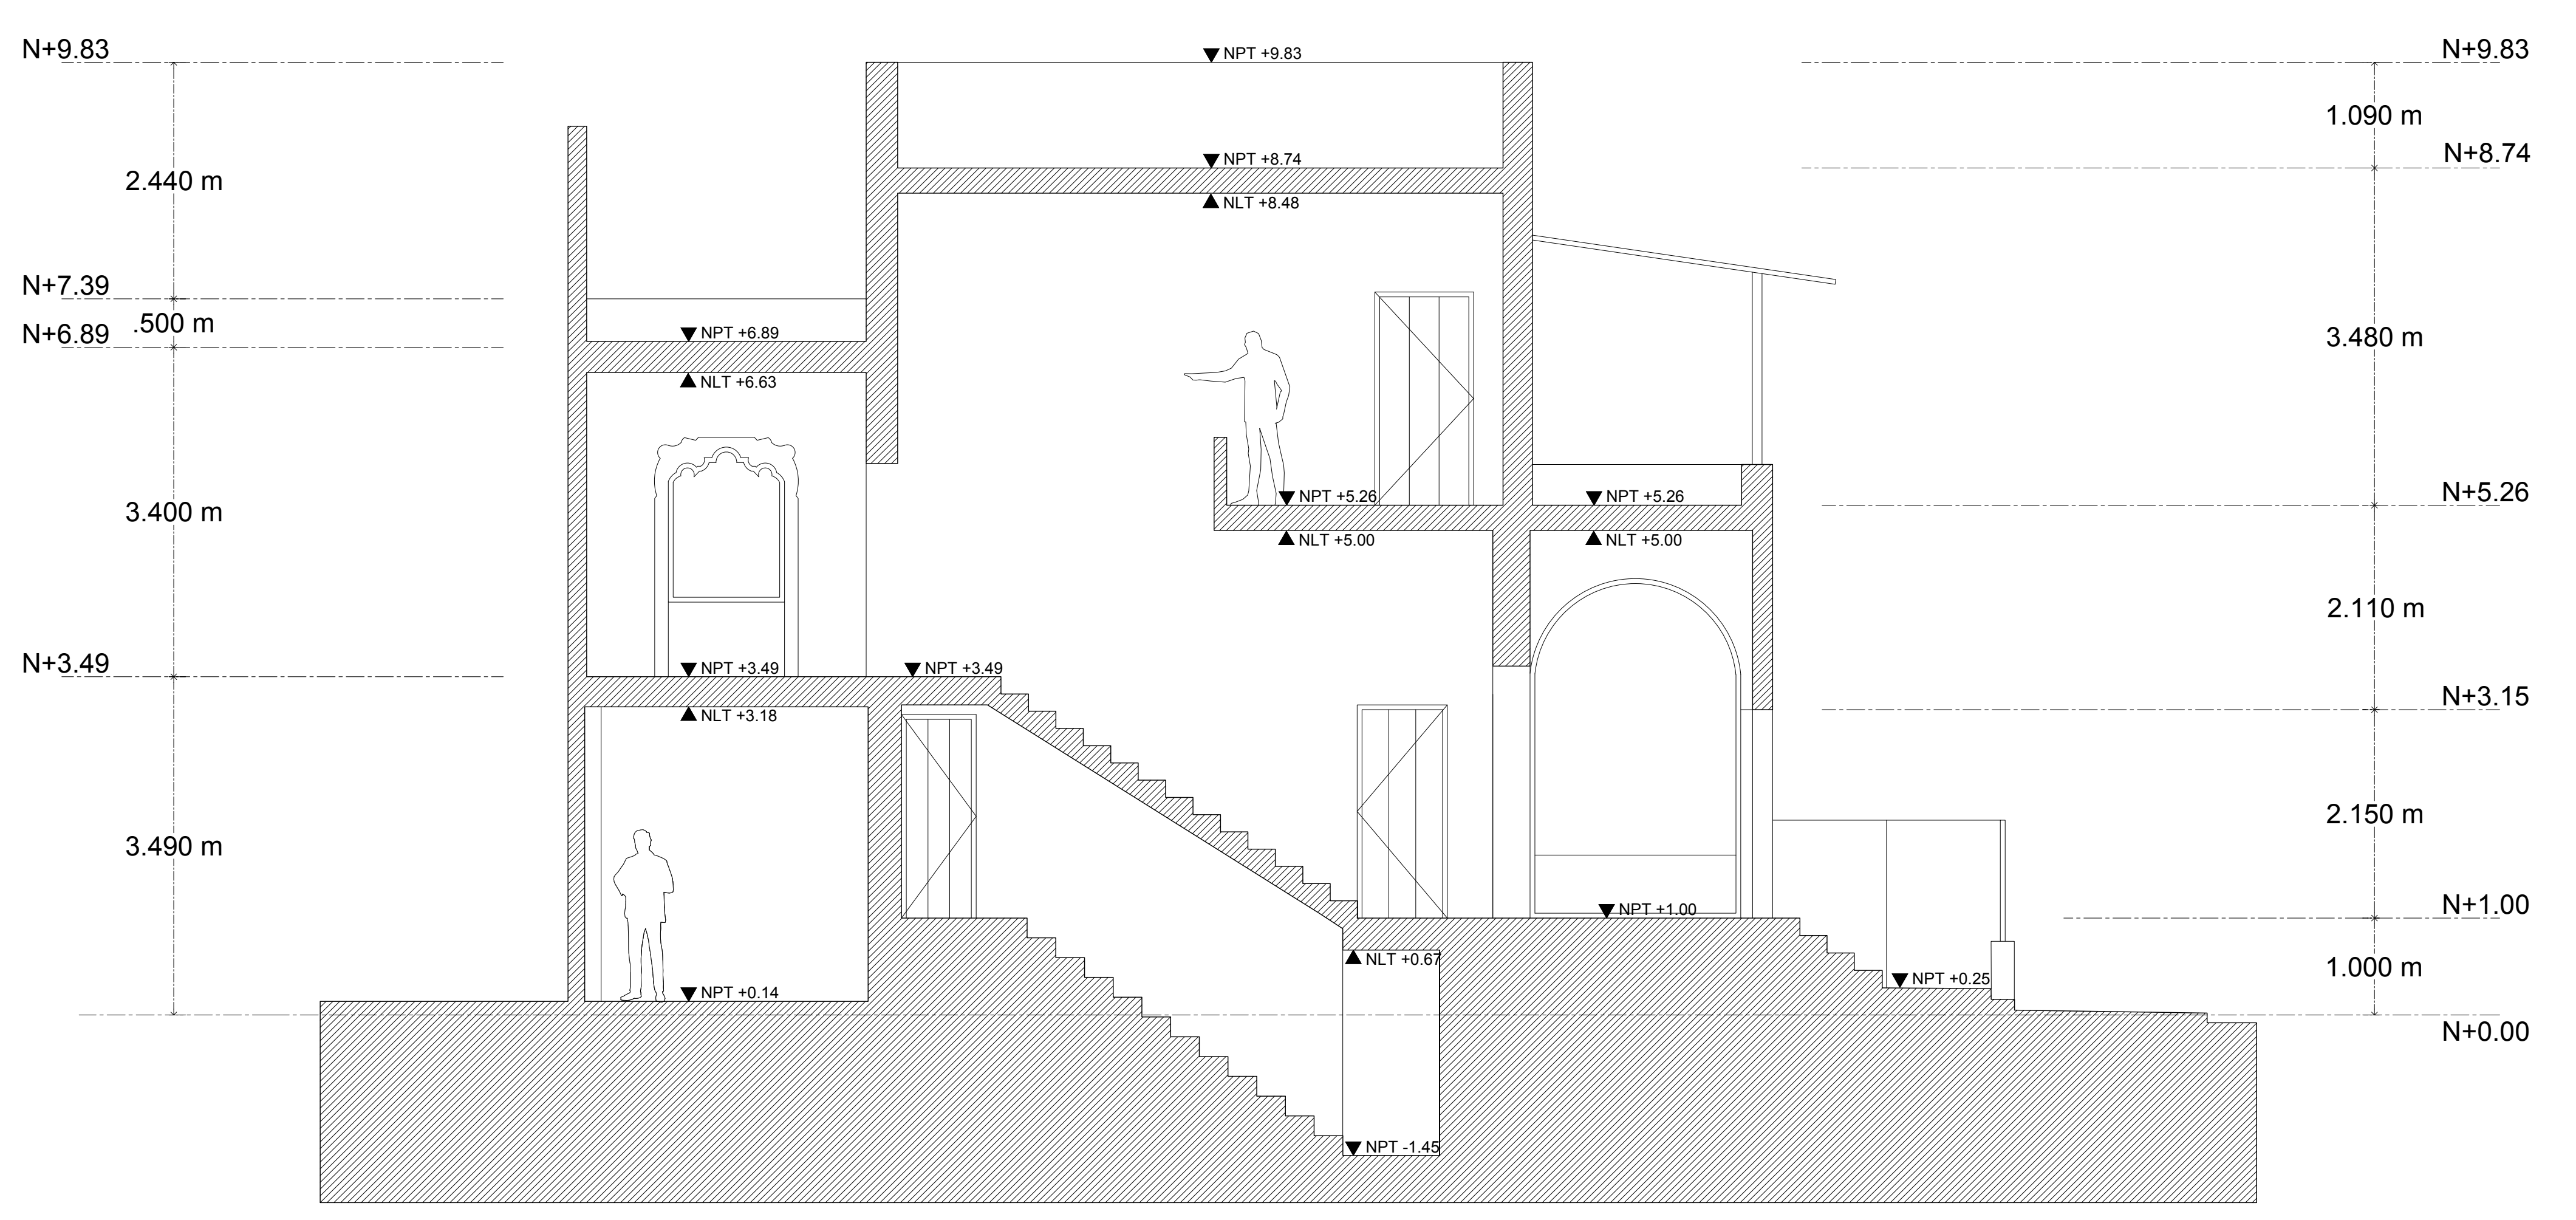 N+9.83
NPT +9.83
N+9.83
1.090 m
NPT +8.74
N+8.74
2.440 m
NLT +8.48
N+7.39
.500 m
N+6.89
NPT +6.89
3.480 m
NLT +6.63
NPT +5.26
NPT +5.26
N+5.26
3.400 m
NLT +5.00
NLT +5.00
2.110 m
N+3.49
NPT +3.49
NPT +3.49
N+3.15
NLT +3.18
2.150 m
3.490 m
NPT +1.00
N+1.00
NLT +0.67
1.000 m
NPT +0.25
NPT +0.14
N+0.00
NPT -1.45